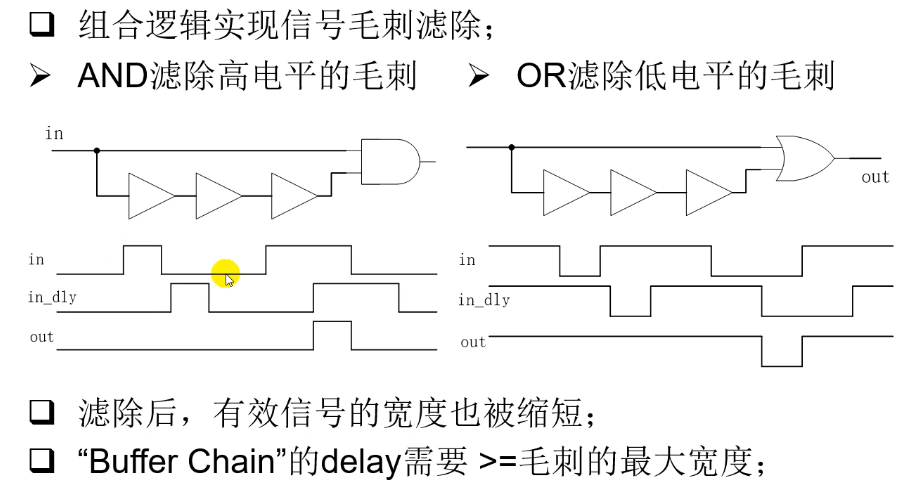 组合逻辑实现信号毛刺滤除;
AND滤除高电平的毛刺
OR滤除低电平的毛刺
in
out
in
in_dly
out
in
in_dly
out
滤除后，有效信号的宽度也被缩短;
“Buffer Chain”的delay需要 >=毛刺的最大宽度;